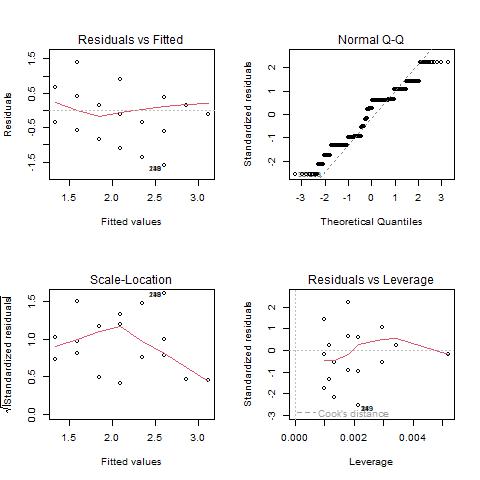 Residuals vs Fitted
Residuals
1.5
0.5
-0.5
-1.5
1.5
2.0
2.5
3.0
Fitted values
Normal Q-Q
Standardized residuals
2
1
0
-1
-2
-3
-2
-1
0
1
2
3
Theoretical Quantiles
Scale-Location
√|Standardized residuals|
1.5
1.0
0.5
0.0
1.5
2.0
2.5
3.0
Fitted values
Residuals vs Leverage
Standardized residuals
2
1
0
-1
-2
-3
Cook's distance
0.000
0.002
0.004
Leverage